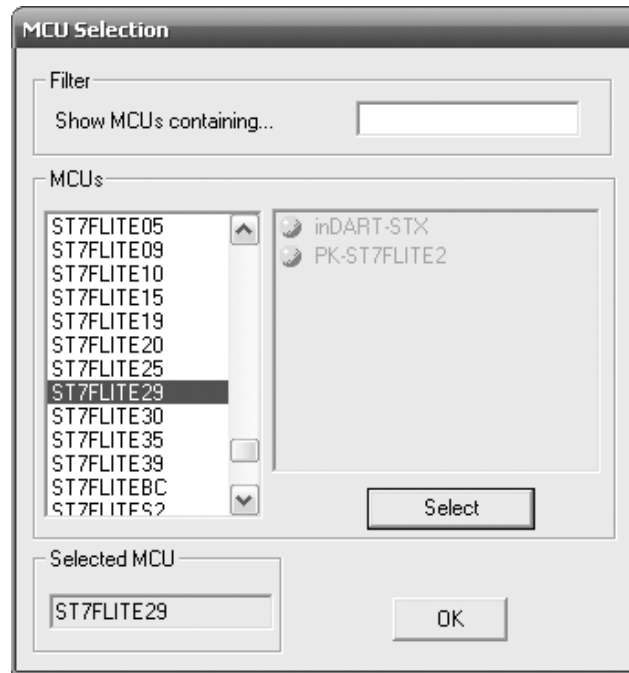 MCU Selection
Filter
Show MCUs containing...
MCUs
ST7FLITE05
ST7FLITE09
ST7FLITE10
ST7FLITE15
ST7FLITE19
ST7FLITE20
ST7FLITE25
ST7FLITE29
ST7FLITE30
ST7FLITE35
ST7FLITE39
ST7FLITEBC
ST7FLITES2
inDART-STX
PK-ST7FLITE2
Select
Selected MCU
ST7FLITE29
OK